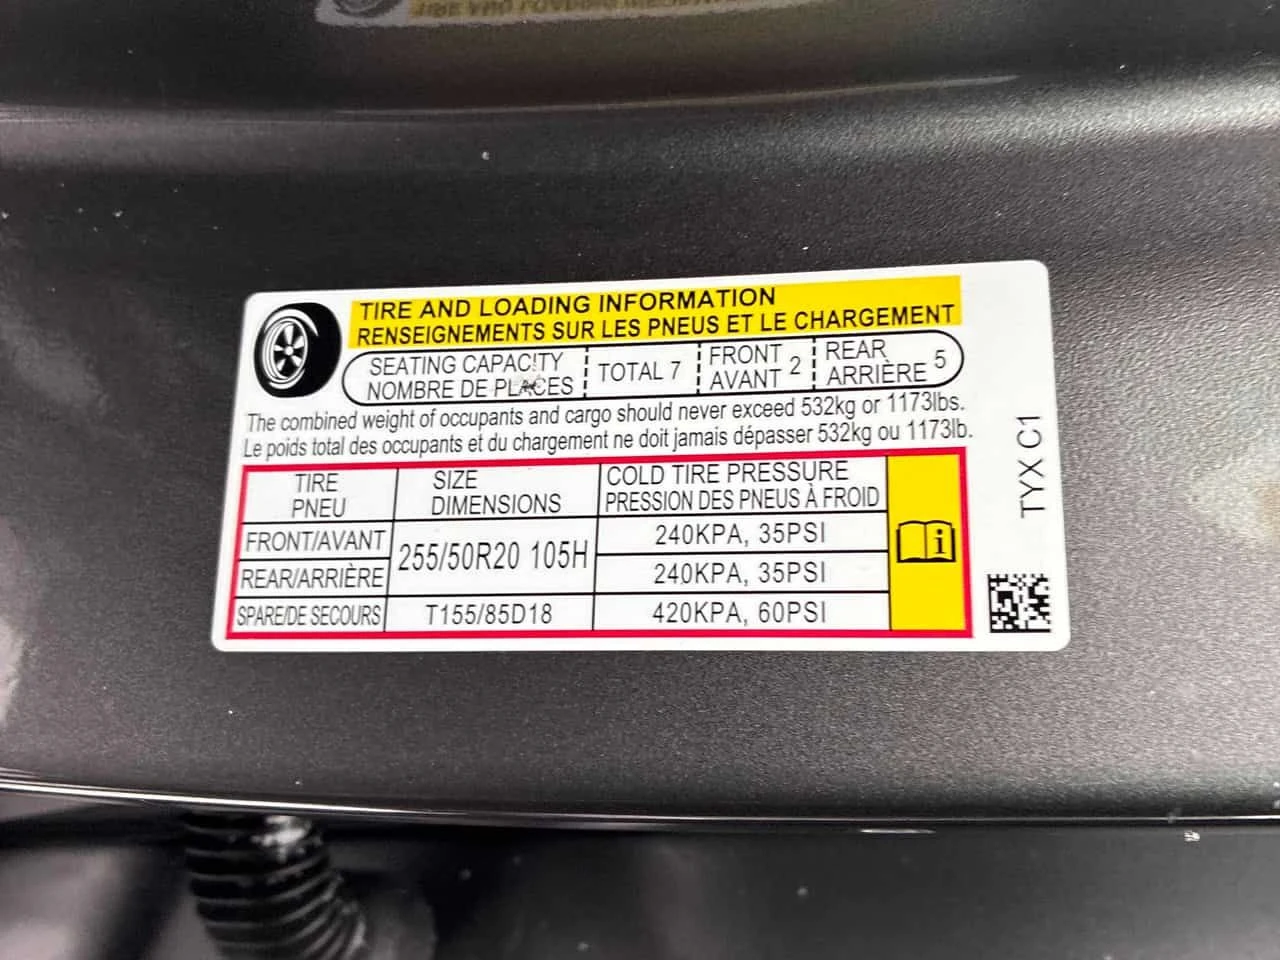 TIRE AND LOADING INFORMATION
RENSEIGNEMENTS SUR LES PNEUS ET LE CHARGEMENT
SEATING CAPACITY
NOMBRE DE PLACES
TOTAL 7
FRONT
AVANT 2
REAR
ARRIÈRE 5
The combined weight of occupants and cargo should never exceed 532kg or 1173lbs.
Le poids total des occupants et du chargement ne doit jamais dépasser 532kg ou 1173lb.
TIRE
PNEU
SIZE
DIMENSIONS
COLD TIRE PRESSURE
PRESSION DES PNEUS À FROID
FRONT/AVANT
255/50R20 105H
240KPA, 35PSI
REAR/ARRIÈRE
240KPA, 35PSI
SPARE/DE SECOURS
T155/85D18
420KPA, 60PSI
TYX C1